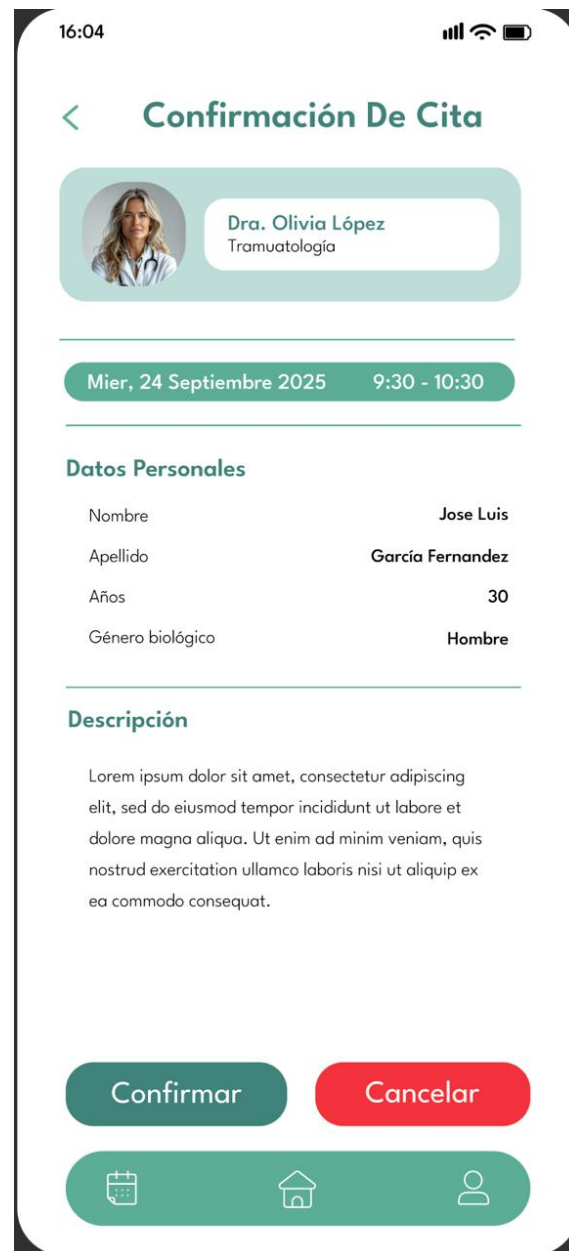 16:04
Confirmación De Cita
Dra. Olivia López
Tramuatología
Mier, 24 Septiembre 2025 9:30 - 10:30
Datos Personales
Nombre Jose Luis
Apellido García Fernandez
Años 30
Género biológico Hombre
Descripción
Lorem ipsum dolor sit amet, consectetur adipiscing
elit, sed do eiusmod tempor incididunt ut labore et
dolore magna aliqua. Ut enim ad minim veniam, quis
nostrud exercitation ullamco laboris nisi ut aliquip ex
ea commodo consequat.
Confirmar Cancelar